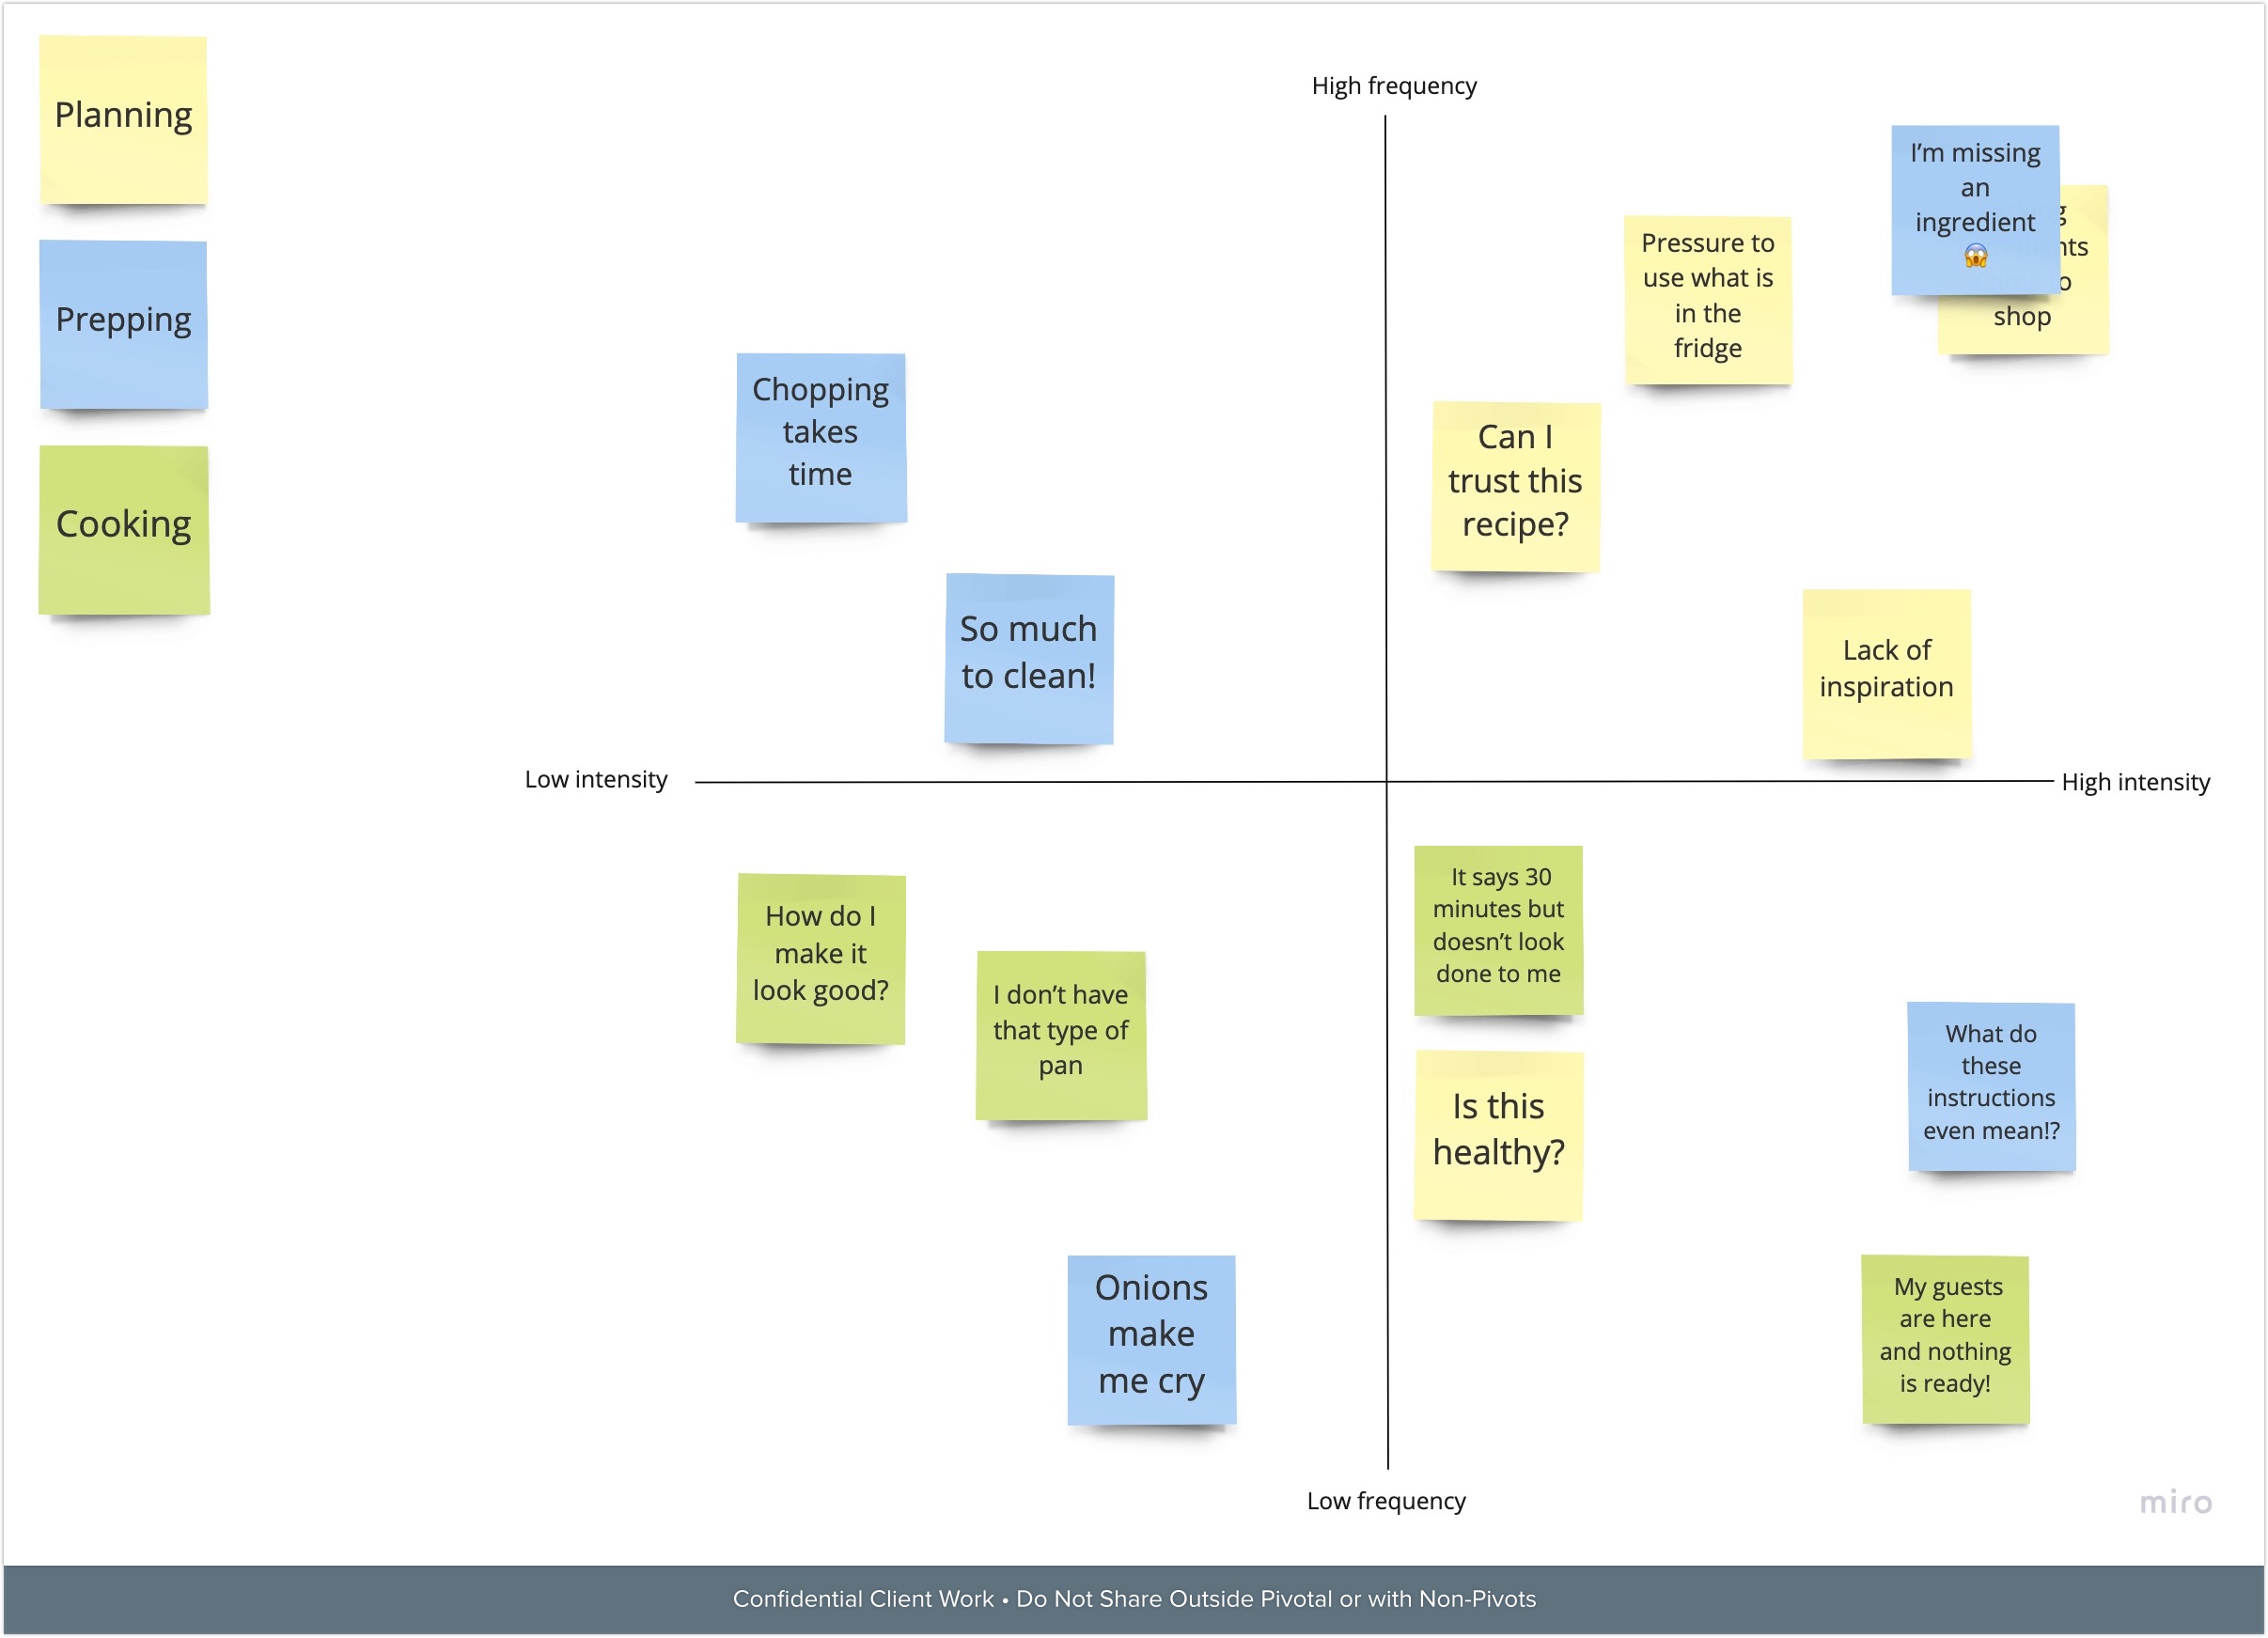 Planning
Prepping
Cooking
High frequency
I'm missing
an
ingredient
😱
shop
Pressure to
use what is
in the
fridge
Chopping
takes
time
Can I
trust this
recipe?
So much
to clean!
Lack of
inspiration
Low intensity
High intensity
How do I
make it
look good?
I don't have
that type of
pan
It says 30
minutes but
doesn't look
done to me
What do
these
instructions
even mean!?
Is this
healthy?
Onions
make
me cry
My guests
are here
and nothing
is ready!
Low frequency
miro
Confidential Client Work • Do Not Share Outside Pivotal or with Non-Pivots